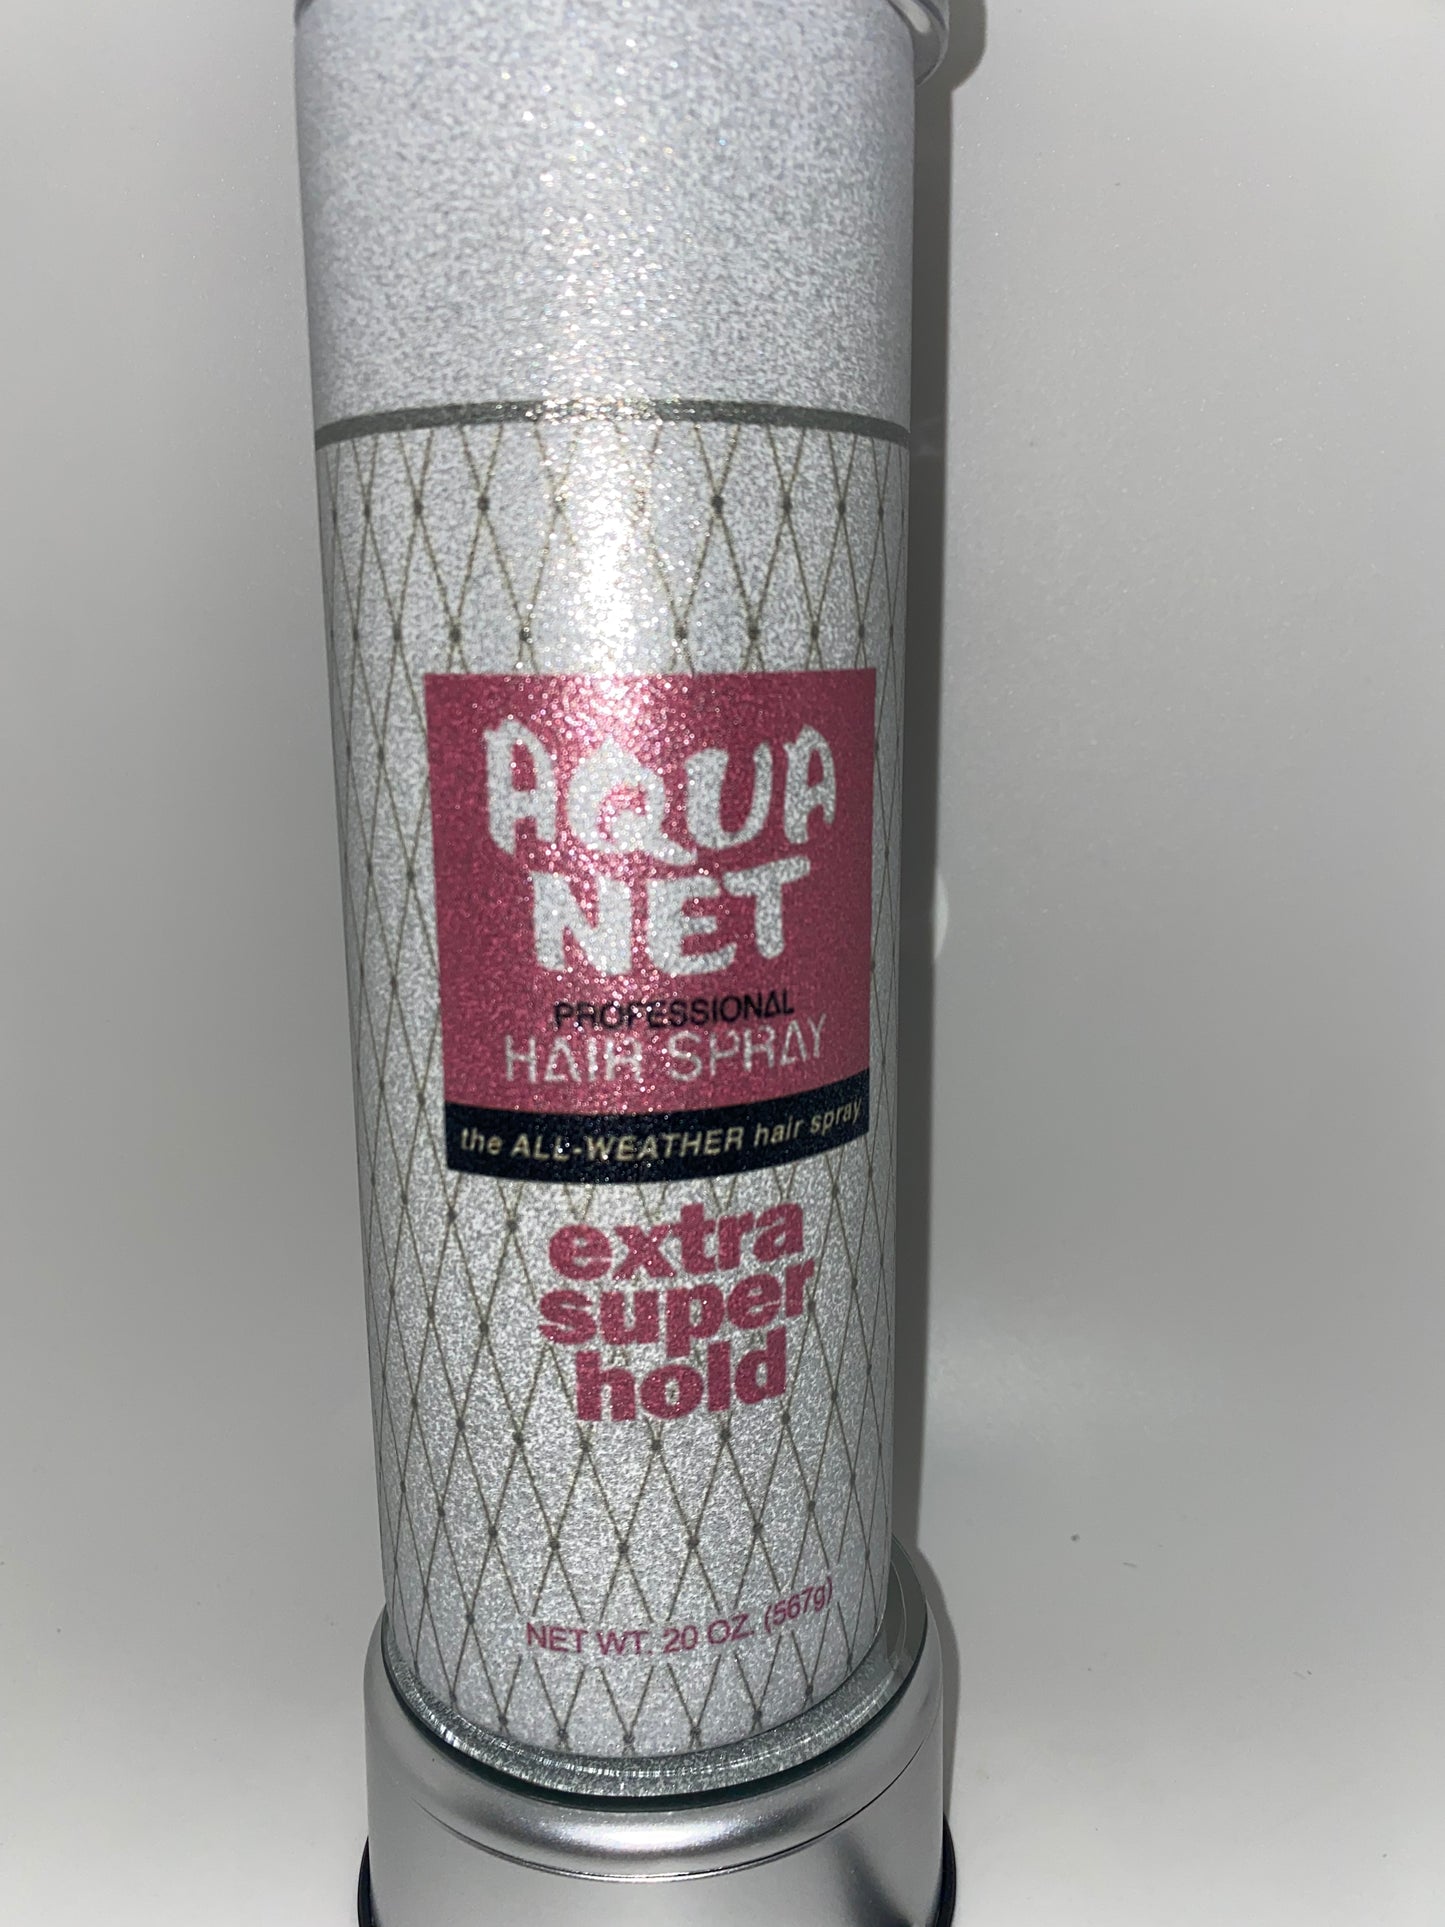 AQUA
NET
PROFESSIONAL
HAIR SPRAY
the ALL-WEATHER hair spray
extra
super
hold
NET WT. 20 OZ. (567g)